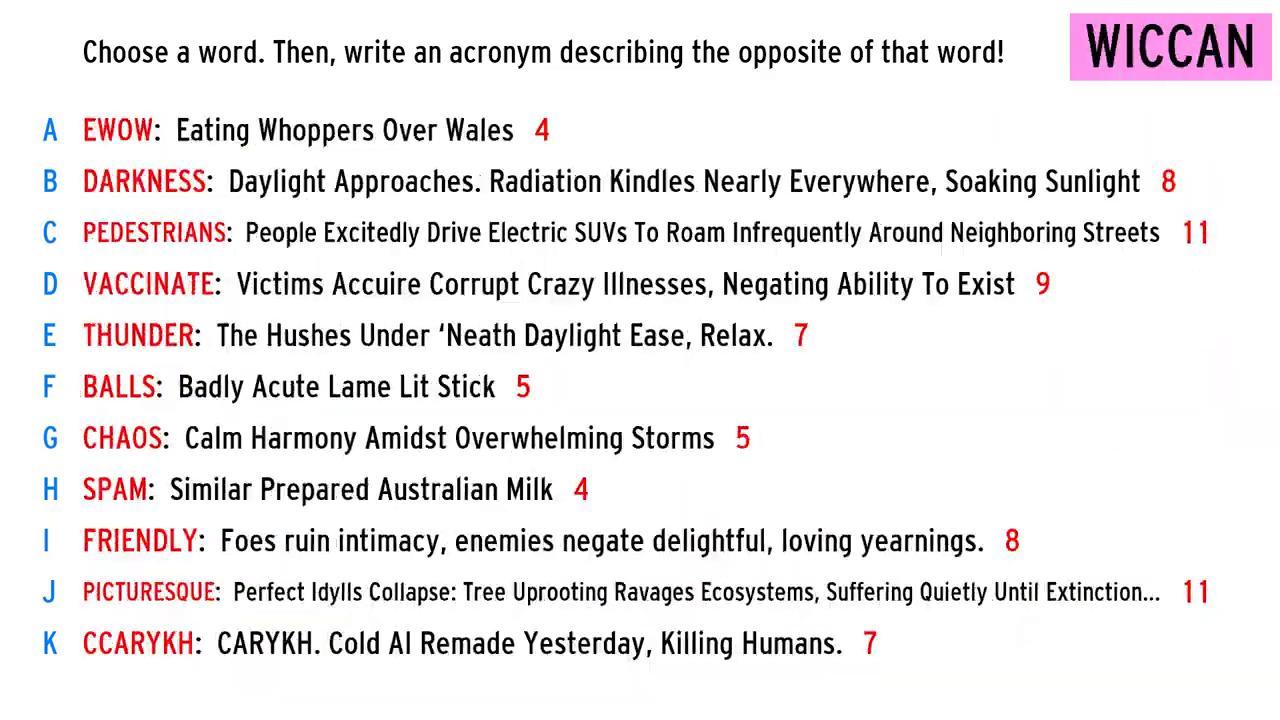 Choose a word. Then, write an acronym describing the opposite of that word!
WICCAN
A EWOW: Eating Whoppers Over Wales 4
B DARKNESS: Daylight Approaches. Radiation Kindles Nearly Everywhere, Soaking Sunlight 8
C PEDESTRIANS: People Excitedly Drive Electric SUVs To Roam Infrequently Around Neighboring Streets 11
D VACCINATE: Victims Accuire Corrupt Crazy Illnesses, Negating Ability To Exist 9
E THUNDER: The Hushes Under ‘Neath Daylight Ease, Relax. 7
F BALLS: Badly Acute Lame Lit Stick 5
G CHAOS: Calm Harmony Amidst Overwhelming Storms 5
H SPAM: Similar Prepared Australian Milk 4
I FRIENDLY: Foes ruin intimacy, enemies negate delightful, loving yearnings. 8
J PICTURESQUE: Perfect Idylls Collapse: Tree Uprooting Ravages Ecosystems, Suffering Quietly Until Extinction... 11
K CCARYKH: CARYKH. Cold AI Remade Yesterday, Killing Humans. 7